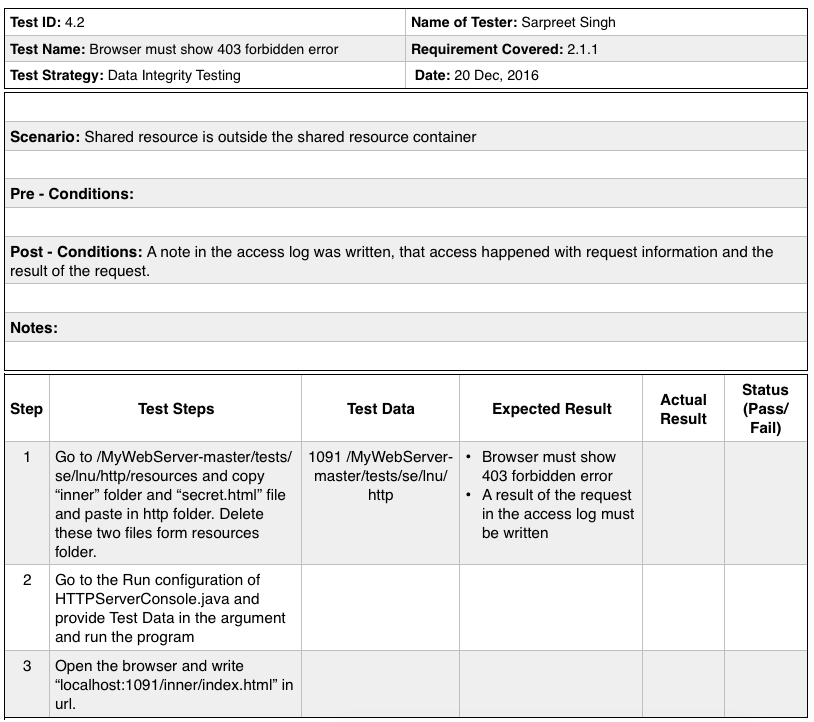 Test ID: 4.2
Name of Tester: Sarpreet Singh
Test Name: Browser must show 403 forbidden error
Requirement Covered: 2.1.1
Test Strategy: Data Integrity Testing
Date: 20 Dec, 2016
Scenario: Shared resource is outside the shared resource container
Pre - Conditions:
Post - Conditions: A note in the access log was written, that access happened with request information and the
result of the request.
Notes:
Step
Test Steps
Test Data
Expected Result
Actual
Result
Status
(Pass/
Fail)
1
Go to /MyWebServer-master/tests/
se/lnu/http/resources and copy
“inner” folder and “secret.html” file
and paste in http folder. Delete
these two files form resources
folder.
1091 /MyWebServer-
master/tests/se/lnu/
http
• Browser must show
403 forbidden error
• A result of the request
in the access log must
be written
2
Go to the Run configuration of
HTTPServerConsole.java and
provide Test Data in the argument
and run the program
3
Open the browser and write
“localhost:1091/inner/index.html” in
url.